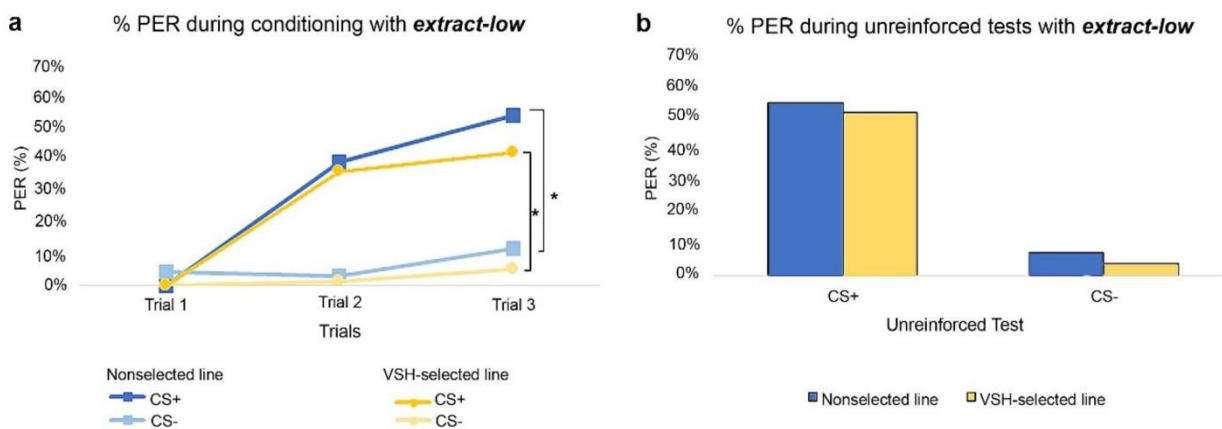 a
% PER during conditioning with extract-low
70%
60%
50%
40%
30%
20%
10%
0%
PER (%)
Trial 1
Trial 2
Trial 3
Trials
*
*
Nonselected line
CS+
CS-
VSH-selected line
CS+
CS-
b
% PER during unreinforced tests with extract-low
70%
60%
50%
40%
30%
20%
10%
0%
PER (%)
CS+
CS-
Unreinforced Test
Nonselected line
VSH-selected line